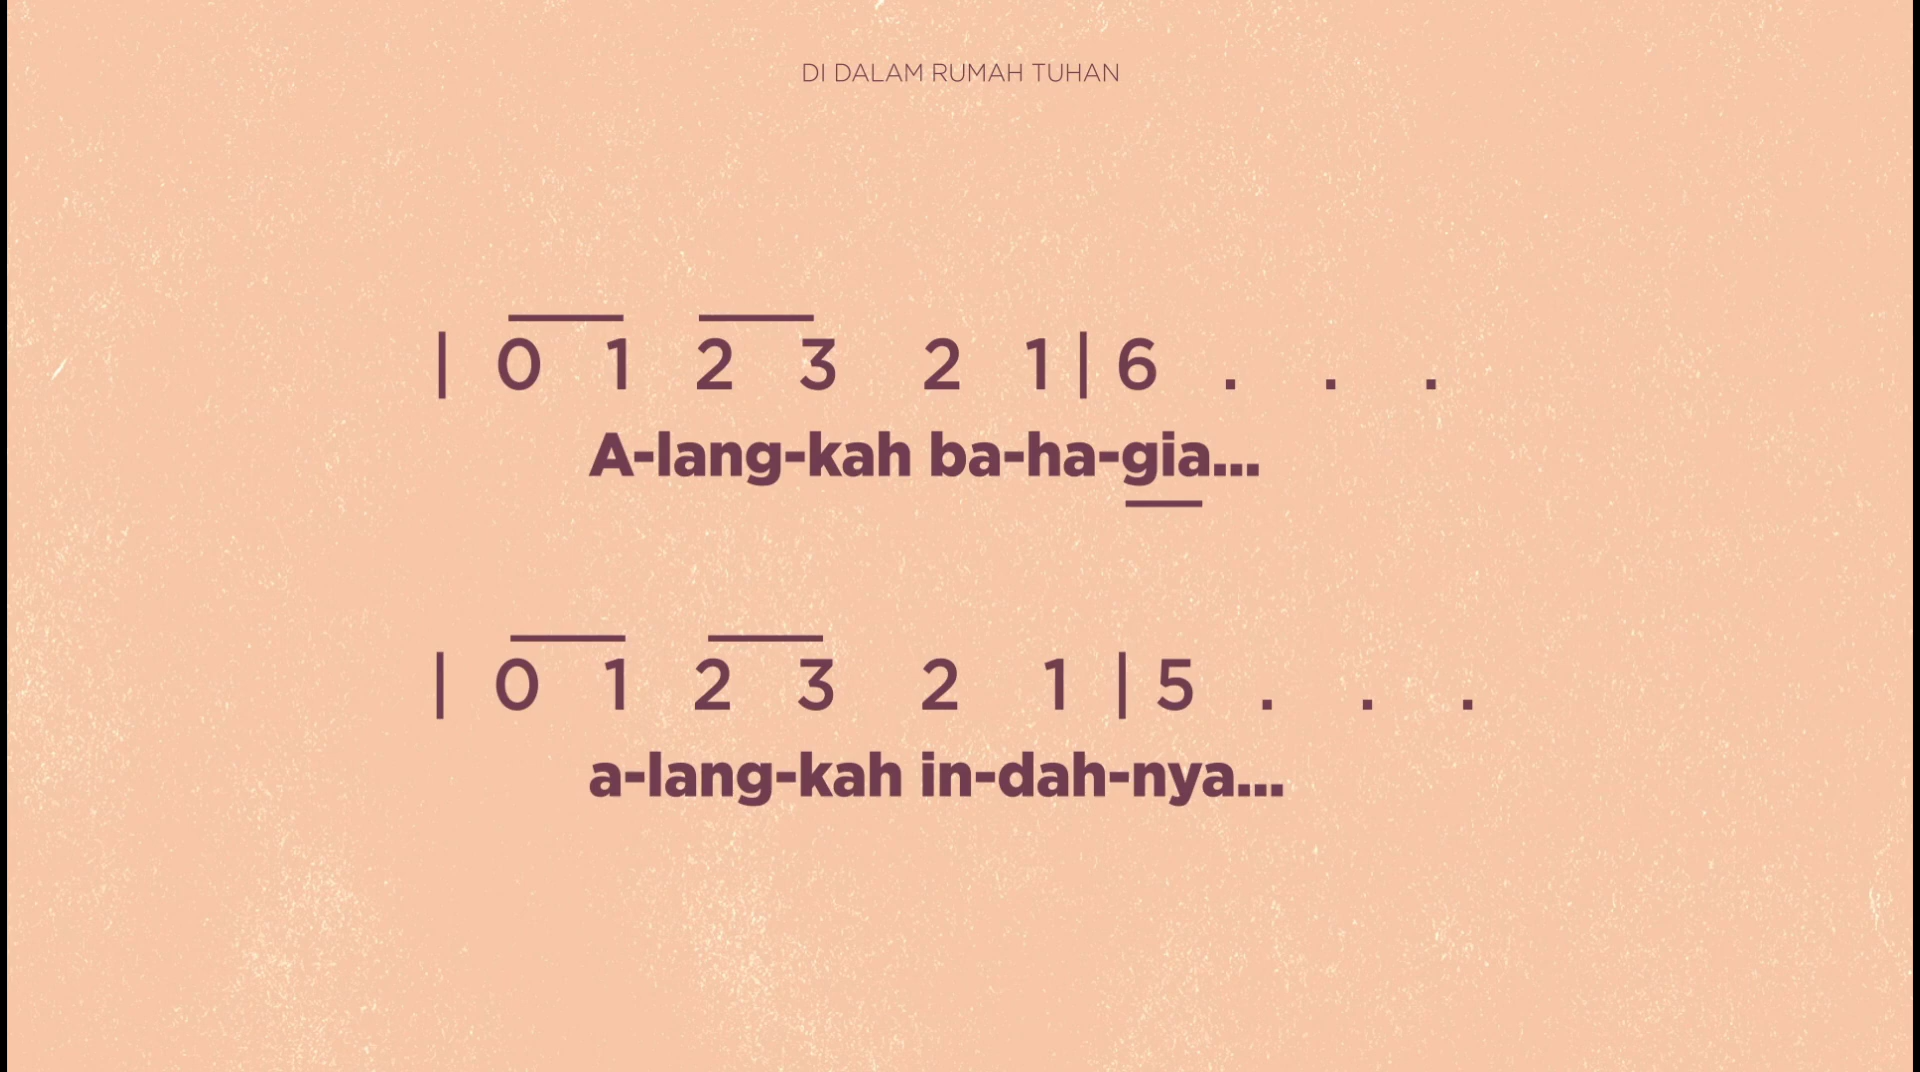 DI DALAM RUMAH TUHAN
| 0 1 2 3 2 1 | 6 . . .
A-lang-kah ba-ha-gia...
| 0 1 2 3 2 1 | 5 . . .
a-lang-kah in-dah-nya...